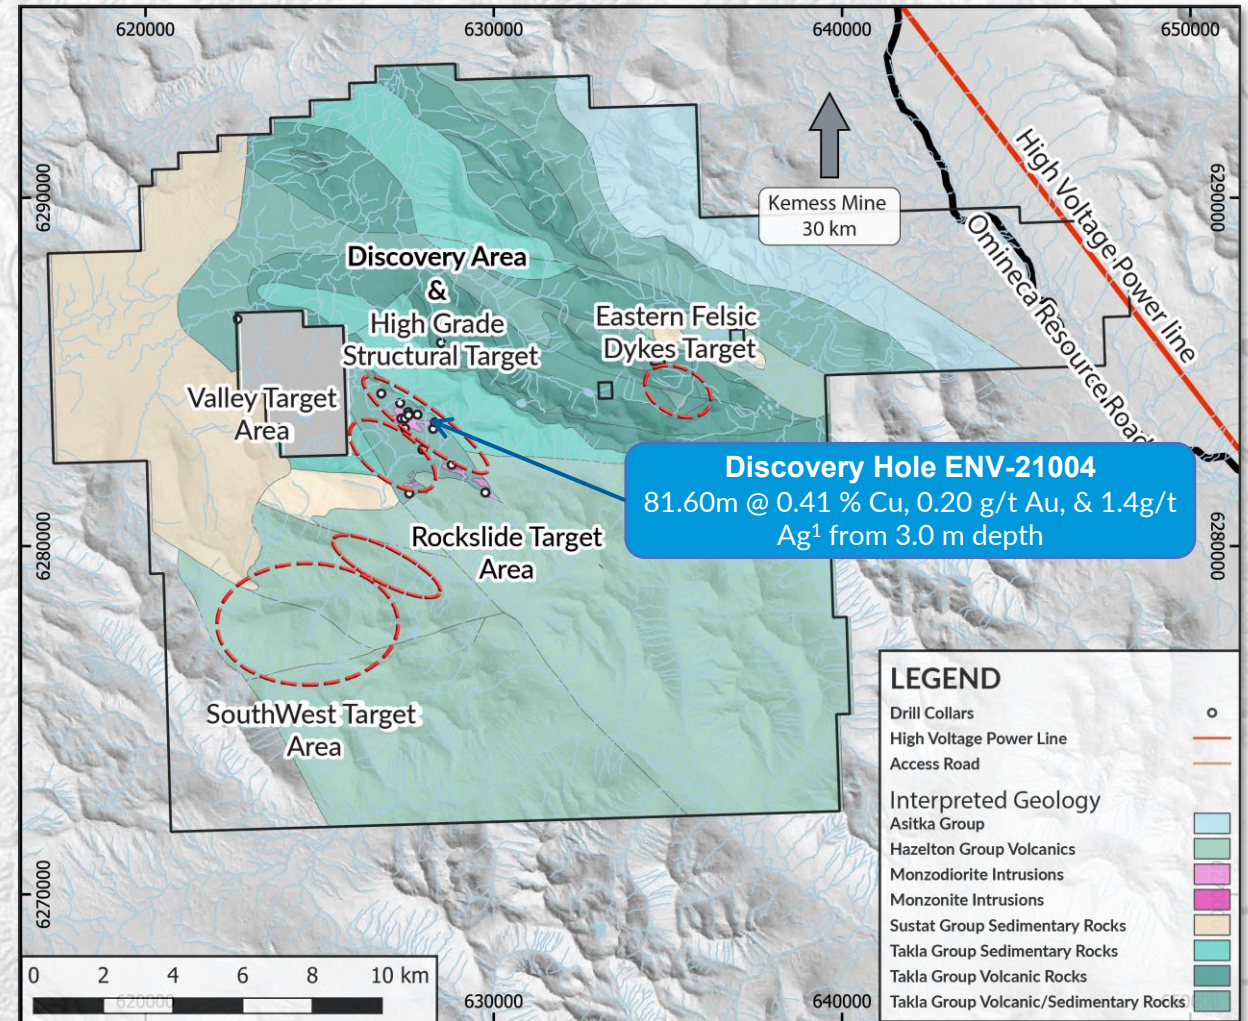 620000
630000
640000
650000
6290000
6290000
High Voltage Power line
Kemess Mine
30 km
Omineca Resource Road
Discovery Area
&
High Grade
Structural Target
Eastern Felsic
Dykes Target
Valley Target
Area
Discovery Hole ENV-21004
81.60m @ 0.41 % Cu, 0.20 g/t Au, & 1.4g/t
Ag¹ from 3.0 m depth
Rockslide Target
Area
6280000
6280000
SouthWest Target
Area
LEGEND
Drill Collars
High Voltage Power Line
Access Road
Interpreted Geology
Asitka Group
Hazelton Group Volcanics
Monzodiorite Intrusions
Monzonite Intrusions
Sustat Group Sedimentary Rocks
Takla Group Sedimentary Rocks
Takla Group Volcanic Rocks
Takla Group Volcanic/Sedimentary Rocks
6270000
0 2 4 6 8 10 km
620000
630000
640000